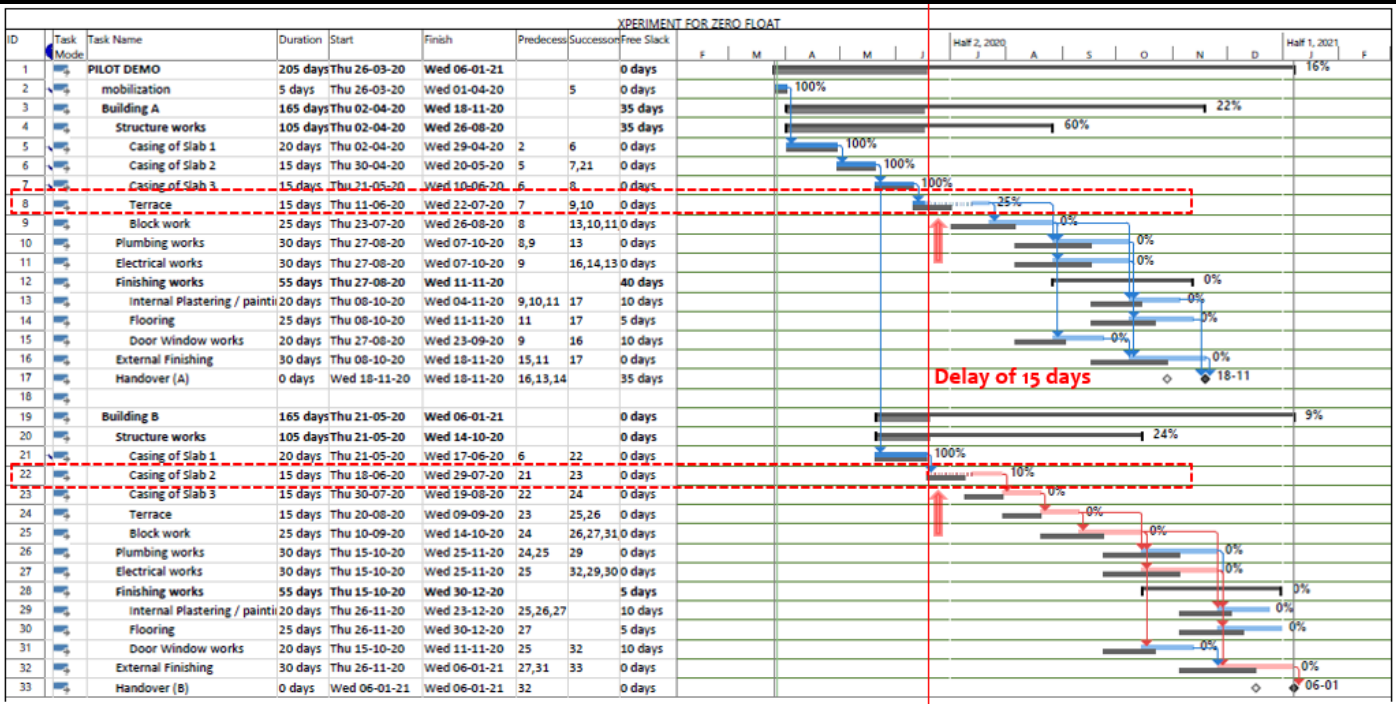 XPERIMENT FOR ZERO FLOAT
ID Task Mode Task Name Duration Start Finish Predecess Successor Free Slack F M A M J Half 2, 2020 J A S O N D Half 1, 2021 J F
1 PILOT DEMO 205 days Thu 26-03-20 Wed 06-01-21 0 days 16%
2 mobilization 5 days Thu 26-03-20 Wed 01-04-20 5 0 days 100%
3 Building A 165 days Thu 02-04-20 Wed 18-11-20 35 days 22%
4 Structure works 105 days Thu 02-04-20 Wed 26-08-20 35 days 60%
5 Casing of Slab 1 20 days Thu 02-04-20 Wed 29-04-20 2 6 0 days 100%
6 Casing of Slab 2 15 days Thu 30-04-20 Wed 20-05-20 5 7,21 0 days 100%
7 Casing of Slab 3 15 days Thu 21-05-20 Wed 10-06-20 6 8 0 days 100%
8 Terrace 15 days Thu 11-06-20 Wed 22-07-20 7 9,10 0 days 25%
9 Block work 25 days Thu 23-07-20 Wed 26-08-20 8 13,10,11 0 days 0%
10 Plumbing works 30 days Thu 27-08-20 Wed 07-10-20 8,9 13 0 days 0%
11 Electrical works 30 days Thu 27-08-20 Wed 07-10-20 9 16,14,13 0 days 0%
12 Finishing works 55 days Thu 27-08-20 Wed 11-11-20 40 days 0%
13 Internal Plastering / painti 20 days Thu 08-10-20 Wed 04-11-20 9,10,11 17 10 days 0%
14 Flooring 25 days Thu 08-10-20 Wed 11-11-20 11 17 5 days 0%
15 Door Window works 20 days Thu 27-08-20 Wed 23-09-20 9 16 10 days 0%
16 External Finishing 30 days Thu 08-10-20 Wed 18-11-20 15,11 17 0 days 0%
17 Handover (A) 0 days Wed 18-11-20 Wed 18-11-20 16,13,14 35 days Delay of 15 days 18-11
18
19 Building B 165 days Thu 21-05-20 Wed 06-01-21 0 days 9%
20 Structure works 105 days Thu 21-05-20 Wed 14-10-20 0 days 24%
21 Casing of Slab 1 20 days Thu 21-05-20 Wed 17-06-20 6 22 0 days 100%
22 Casing of Slab 2 15 days Thu 18-06-20 Wed 29-07-20 21 23 0 days 10%
23 Casing of Slab 3 15 days Thu 30-07-20 Wed 19-08-20 22 24 0 days 0%
24 Terrace 15 days Thu 20-08-20 Wed 09-09-20 23 25,26 0 days 0%
25 Block work 25 days Thu 10-09-20 Wed 14-10-20 24 26,27,31 0 days 0%
26 Plumbing works 30 days Thu 15-10-20 Wed 25-11-20 24,25 29 0 days 0%
27 Electrical works 30 days Thu 15-10-20 Wed 25-11-20 25 32,29,30 0 days 0%
28 Finishing works 55 days Thu 15-10-20 Wed 30-12-20 5 days 0%
29 Internal Plastering / painti 20 days Thu 26-11-20 Wed 23-12-20 25,26,27 10 days 0%
30 Flooring 25 days Thu 26-11-20 Wed 30-12-20 27 5 days 0%
31 Door Window works 20 days Thu 15-10-20 Wed 11-11-20 25 32 10 days 0%
32 External Finishing 30 days Thu 26-11-20 Wed 06-01-21 27,31 33 0 days 0%
33 Handover (B) 0 days Wed 06-01-21 Wed 06-01-21 32 0 days 06-01